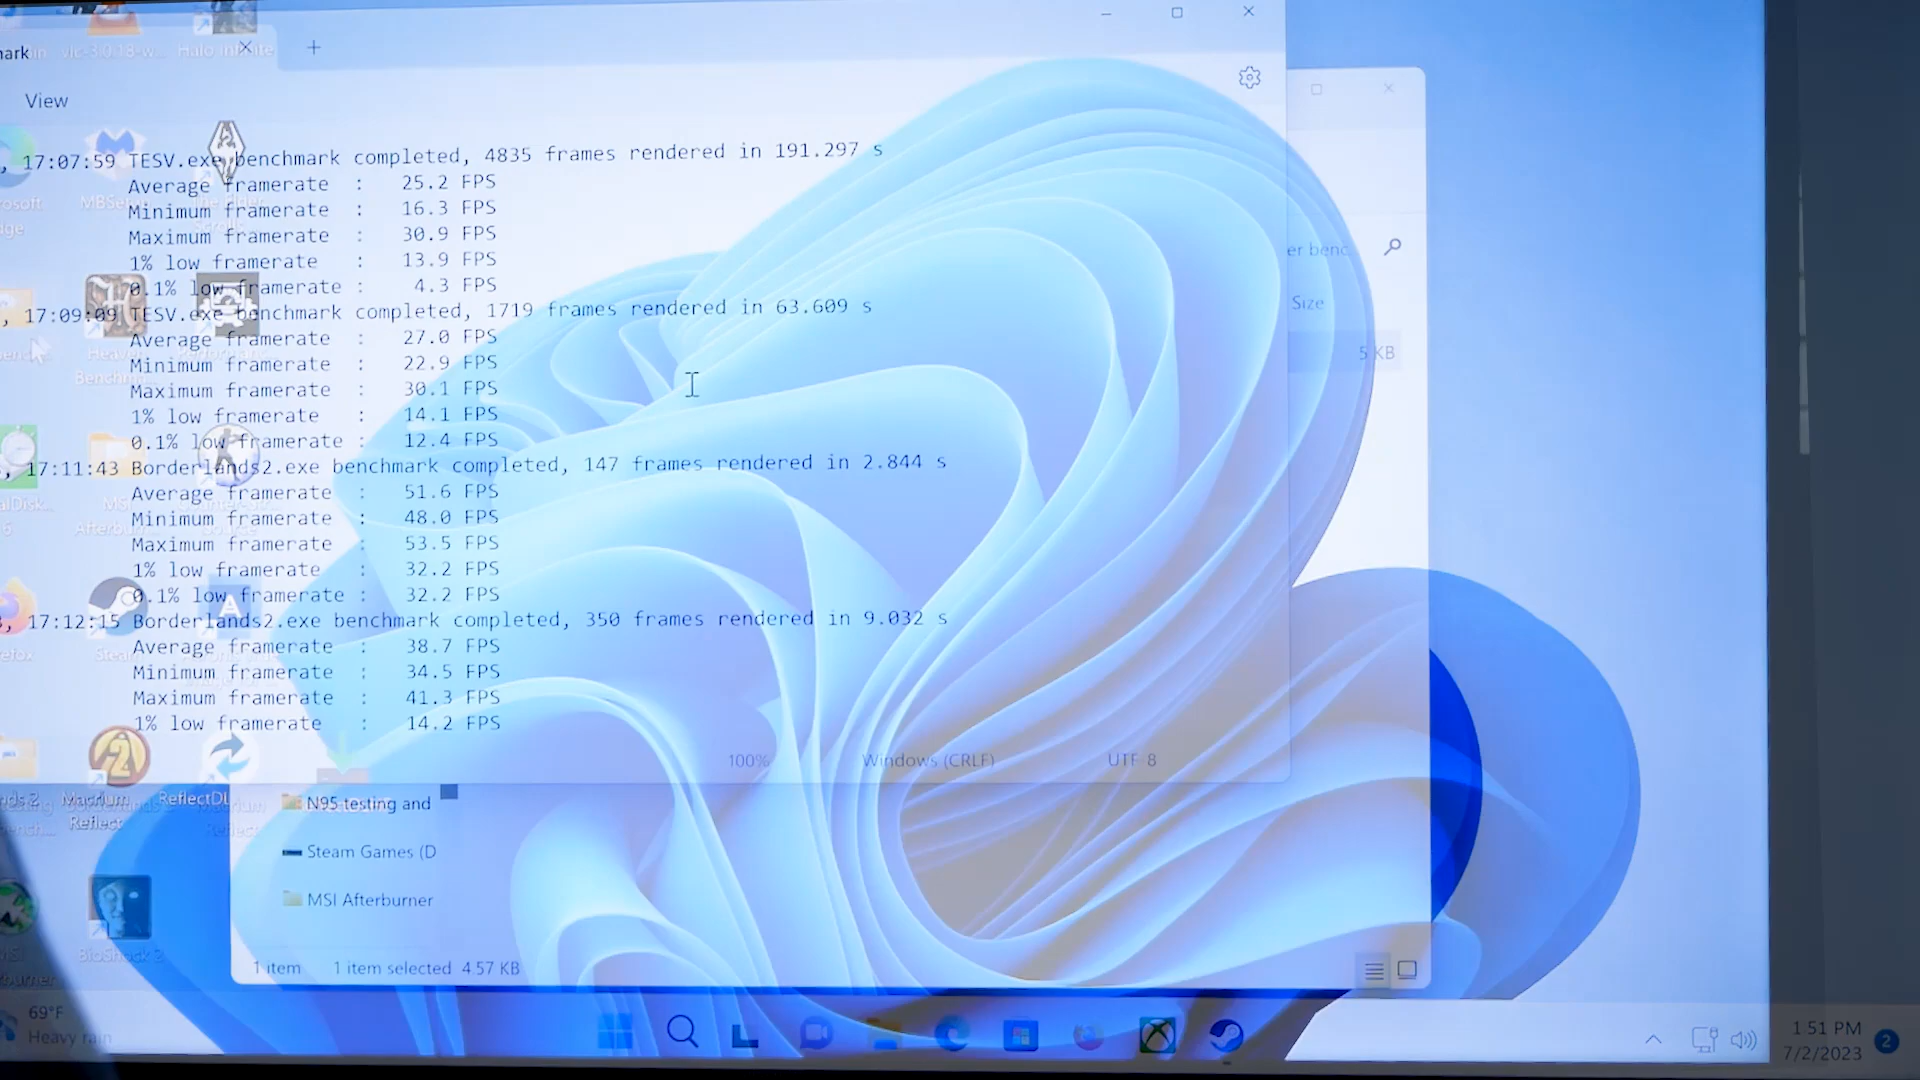 Halo Infinite
View
17:07:59 TESV.exe benchmark completed, 4835 frames rendered in 191.297 s
Average framerate : 25.2 FPS
Minimum framerate : 16.3 FPS
Maximum framerate : 30.9 FPS
1% low framerate : 13.9 FPS
0.1% low framerate : 4.3 FPS
, 17:09:09 TESV.exe benchmark completed, 1719 frames rendered in 63.609 s
Average framerate : 27.0 FPS
Minimum framerate : 22.9 FPS
Maximum framerate : 30.1 FPS
1% low framerate : 14.1 FPS
0.1% low framerate : 12.4 FPS
, 17:11:43 Borderlands2.exe benchmark completed, 147 frames rendered in 2.844 s
Average framerate : 51.6 FPS
Minimum framerate : 48.0 FPS
Maximum framerate : 53.5 FPS
1% low framerate : 32.2 FPS
0.1% low framerate : 32.2 FPS
, 17:12:15 Borderlands2.exe benchmark completed, 350 frames rendered in 9.032 s
Average framerate : 38.7 FPS
Minimum framerate : 34.5 FPS
Maximum framerate : 41.3 FPS
1% low framerate : 14.2 FPS
100% Windows (CRLF) UTF-8
er benc
Size
5 KB
Macrium
Reflect
ReflectDL
N95 testing and
Steam Games (D
MSI Afterburner
BioShock 2
1 item 1 item selected 4.57 KB
69°F
Heavy rain
1:51 PM
7/2/2023
2